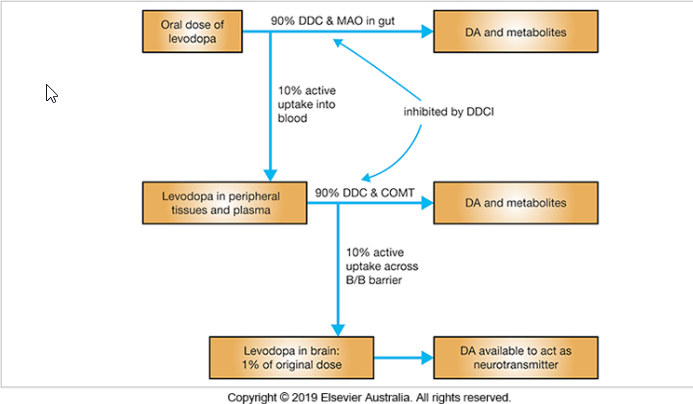 Oral dose of
levodopa
90% DDC & MAO in gut
DA and metabolites
10% active
uptake into
blood
inhibited by DDCI
Levodopa in peripheral
tissues and plasma
90% DDC & COMT
DA and metabolites
10% active
uptake across
B/B barrier
Levodopa in brain:
1% of original dose
DA available to act as
neurotransmitter
Copyright © 2019 Elsevier Australia. All rights reserved.